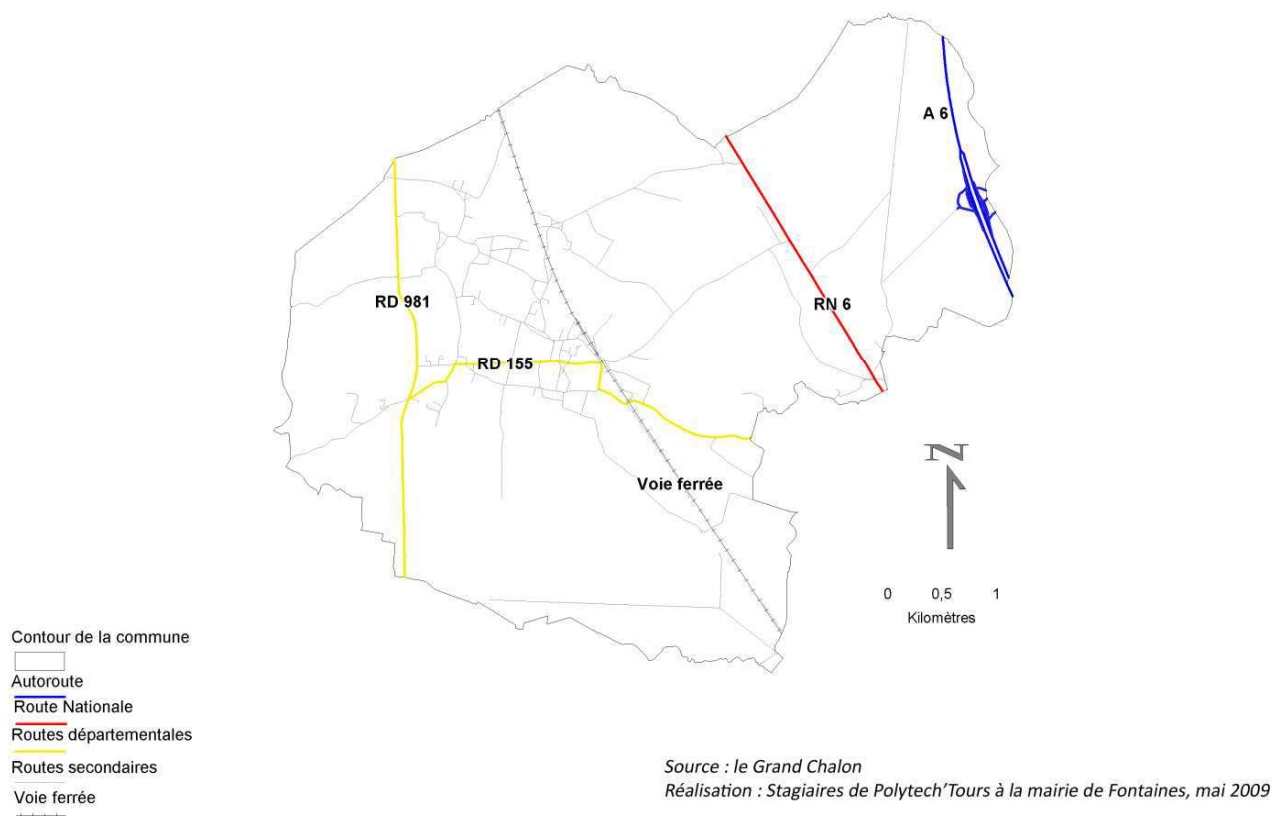 A 6
RD 981
RN 6
RD 155
Voie ferrée
N
0 0,5 1
Kilomètres
Contour de la commune
Autoroute
Route Nationale
Routes départementales
Routes secondaires
Voie ferrée
Source : le Grand Chalon
Réalisation : Stagiaires de Polytech'Tours à la mairie de Fontaines, mai 2009